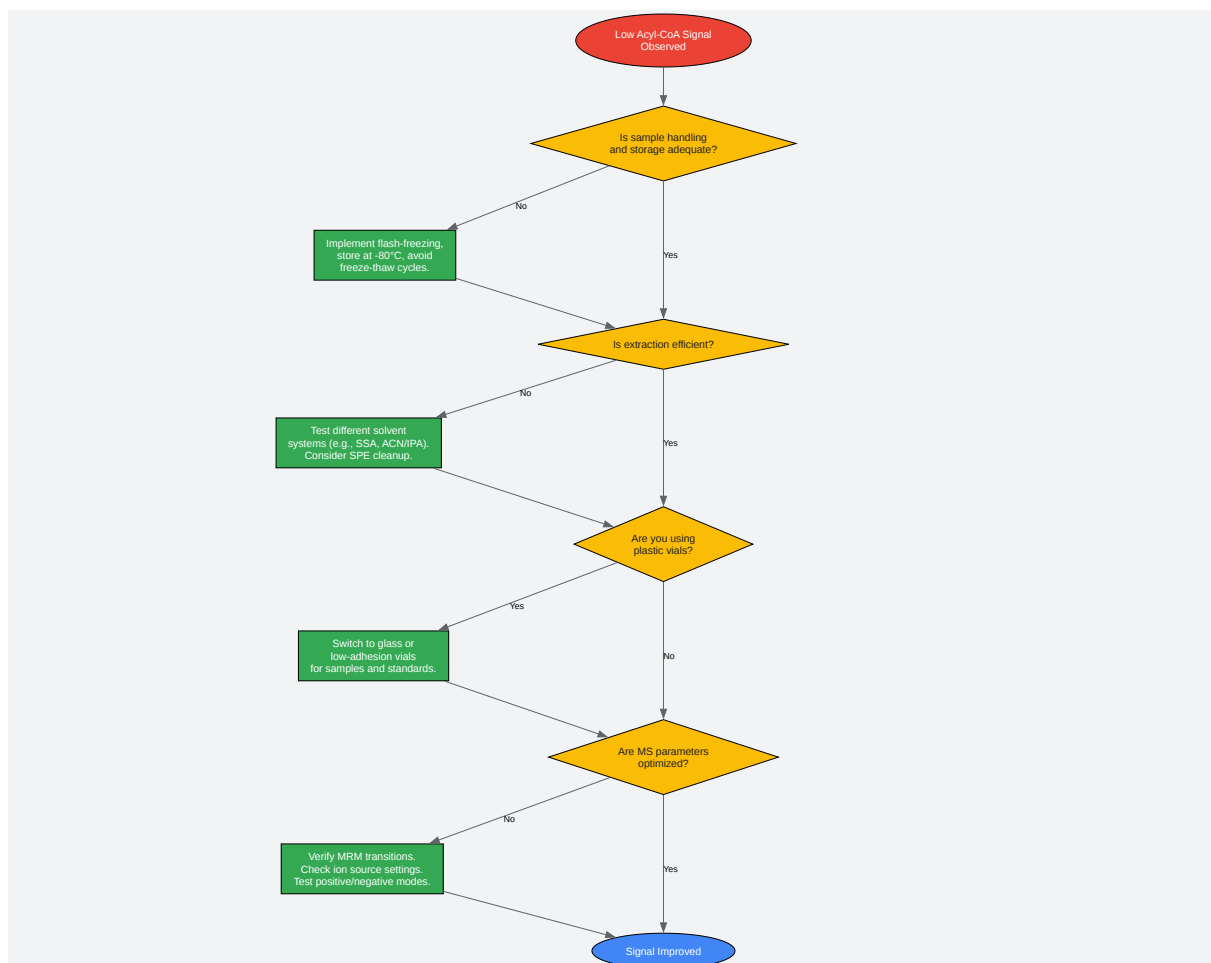 Low Acyl-CoA Signal
Observed
Is sample handling
and storage adequate?
No
Yes
Implement flash-freezing,
store at -80°C, avoid
freeze-thaw cycles.
Is extraction efficient?
No
Yes
Test different solvent
systems (e.g., SSA, ACN/IPA).
Consider SPE cleanup.
Are you using
plastic vials?
Yes
No
Switch to glass or
low-adhesion vials
for samples and standards.
Are MS parameters
optimized?
No
Yes
Verify MRM transitions.
Check ion source settings.
Test positive/negative modes.
Signal Improved